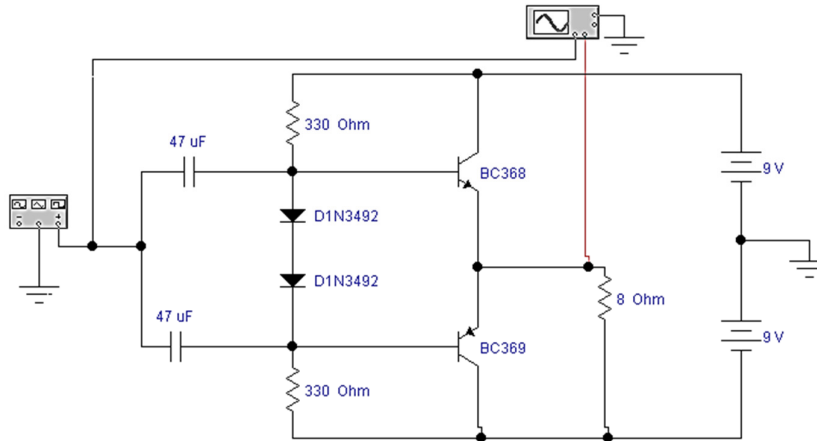 330 Ohm
47 uF
BC368
9 V
D1N3492
D1N3492
8 Ohm
47 uF
BC369
9 V
330 Ohm